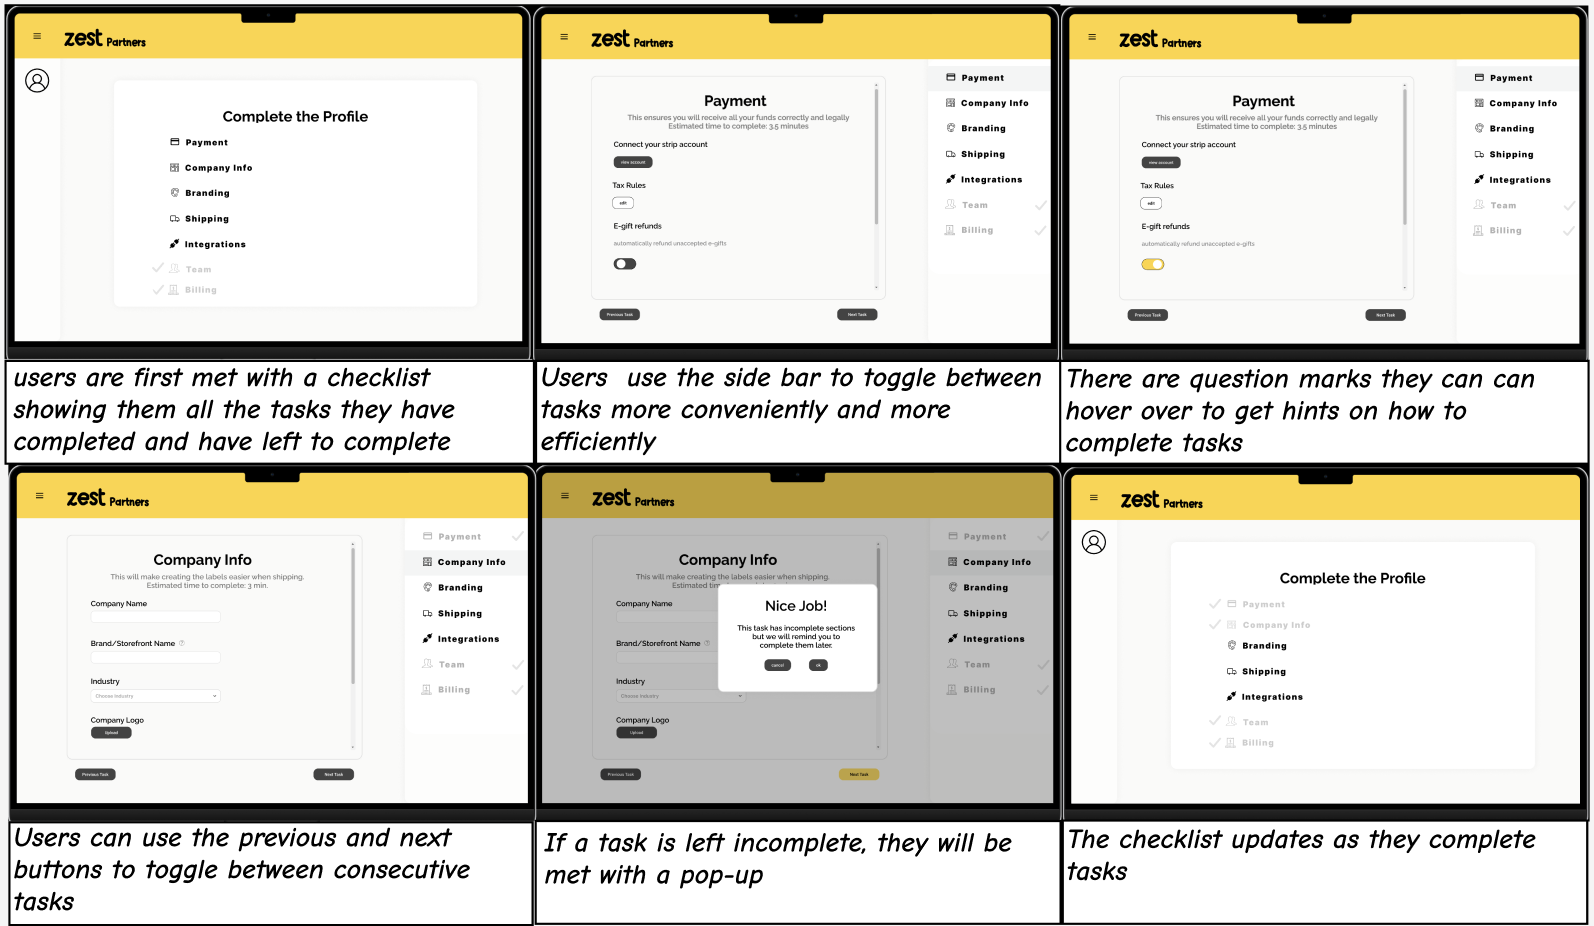 zest Partners
Complete the Profile
Payment
Company Info
Branding
Shipping
Integrations
Team
Billing
users are first met with a checklist
showing them all the tasks they have
completed and have left to complete
zest Partners
Payment
This ensures you will receive all your funds correctly and legally
Estimated time to complete: 3.5 minutes
Connect your strip account
view account
Tax Rules
edit
E-gift refunds
automatically refund unaccepted e-gifts
Previous Task
Next Task
Payment
Company Info
Branding
Shipping
Integrations
Team
Billing
Users use the side bar to toggle between
tasks more conveniently and more
efficiently
zest Partners
Payment
This ensures you will receive all your funds correctly and legally
Estimated time to complete: 3.5 minutes
Connect your strip account
view account
Tax Rules
edit
E-gift refunds
automatically refund unaccepted e-gifts
Previous Task
Next Task
Payment
Company Info
Branding
Shipping
Integrations
Team
Billing
There are question marks they can can
hover over to get hints on how to
complete tasks
zest Partners
Company Info
This will make creating the labels easier when shipping.
Estimated time to complete: 3 min.
Company Name
Brand/Storefront Name ?
Industry
Choose Industry
Company Logo
Upload
Previous Task
Next Task
Payment
Company Info
Branding
Shipping
Integrations
Team
Billing
Users can use the previous and next
buttons to toggle between consecutive
tasks
zest Partners
Company Info
This will make creating the labels easier when shipping.
Estimated tim
Company Name
Brand/Storefront Name ?
Industry
Choose Industry
Company Logo
Upload
Previous Task
Next Task
Nice Job!
This task has incomplete sections
but we will remind you to
complete them later.
cancel
ok
Payment
Company Info
Branding
Shipping
Integrations
Team
Billing
If a task is left incomplete, they will be
met with a pop-up
zest Partners
Complete the Profile
Payment
Company Info
Branding
Shipping
Integrations
Team
Billing
The checklist updates as they complete
tasks